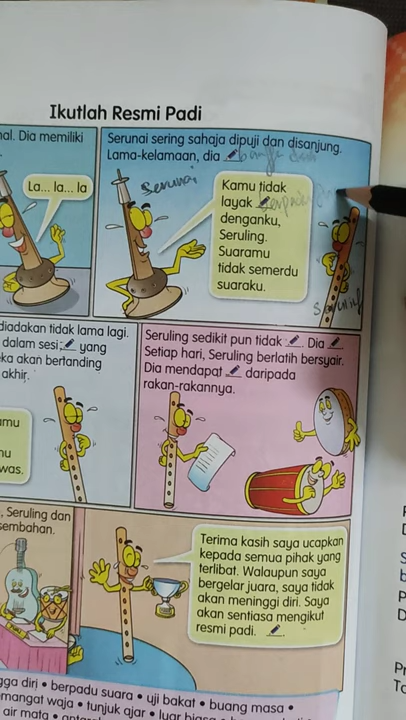 Ikutlah Resmi Padi
nal. Dia memiliki
Serunai sering sahaja dipuji dan disanjung.
Lama-kelamaan, dia
La... la... la
Serunai
Kamu tidak
layak
denganku,
Seruling.
Suaramu
tidak semerdu
suaraku.
diadakan tidak lama lagi.
dalam sesi yang
ka akan bertanding
akhir.
Seruling sedikit pun tidak . Dia
Setiap hari, Seruling berlatih bersyair.
Dia mendapat daripada
rakan-rakannya.
amu
nu
was.
, Seruling dan
sembahan.
Terima kasih saya ucapkan
kepada semua pihak yang
terlibat. Walaupun saya
bergelar juara, saya tidak
akan meninggi diri. Saya
akan sentiasa mengikut
resmi padi. .
gga diri • berpadu suara • uji bakat • buang masa •
mangat waja • tunjuk ajar • luar biasa
air mata •